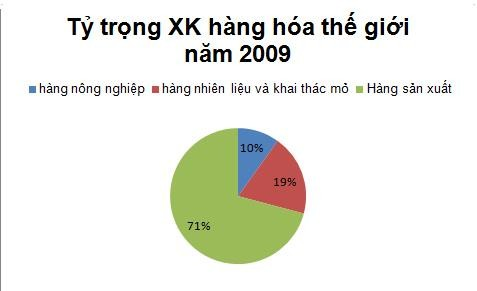 Tỷ trọng XK hàng hóa thế giới
năm 2009
hàng nông nghiệp hàng nhiên liệu và khai thác mỏ Hàng sản xuất
10%
19%
71%